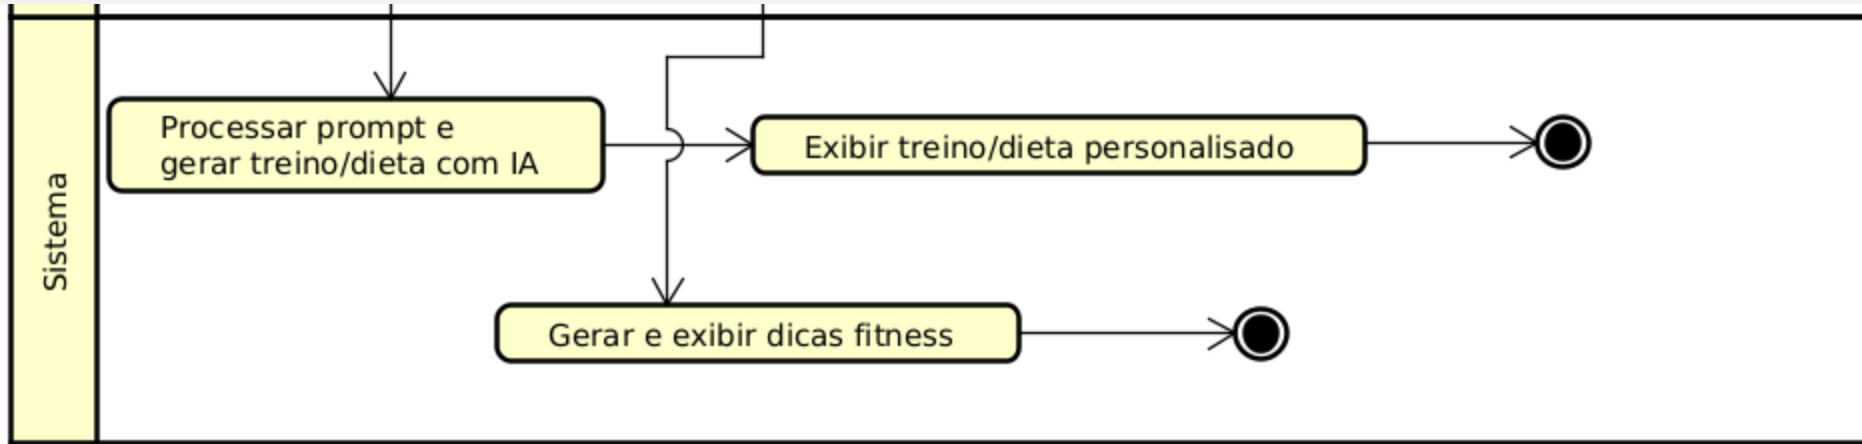 Sistema
Processar prompt e
gerar treino/dieta com IA
Exibir treino/dieta personalisado
Gerar e exibir dicas fitness